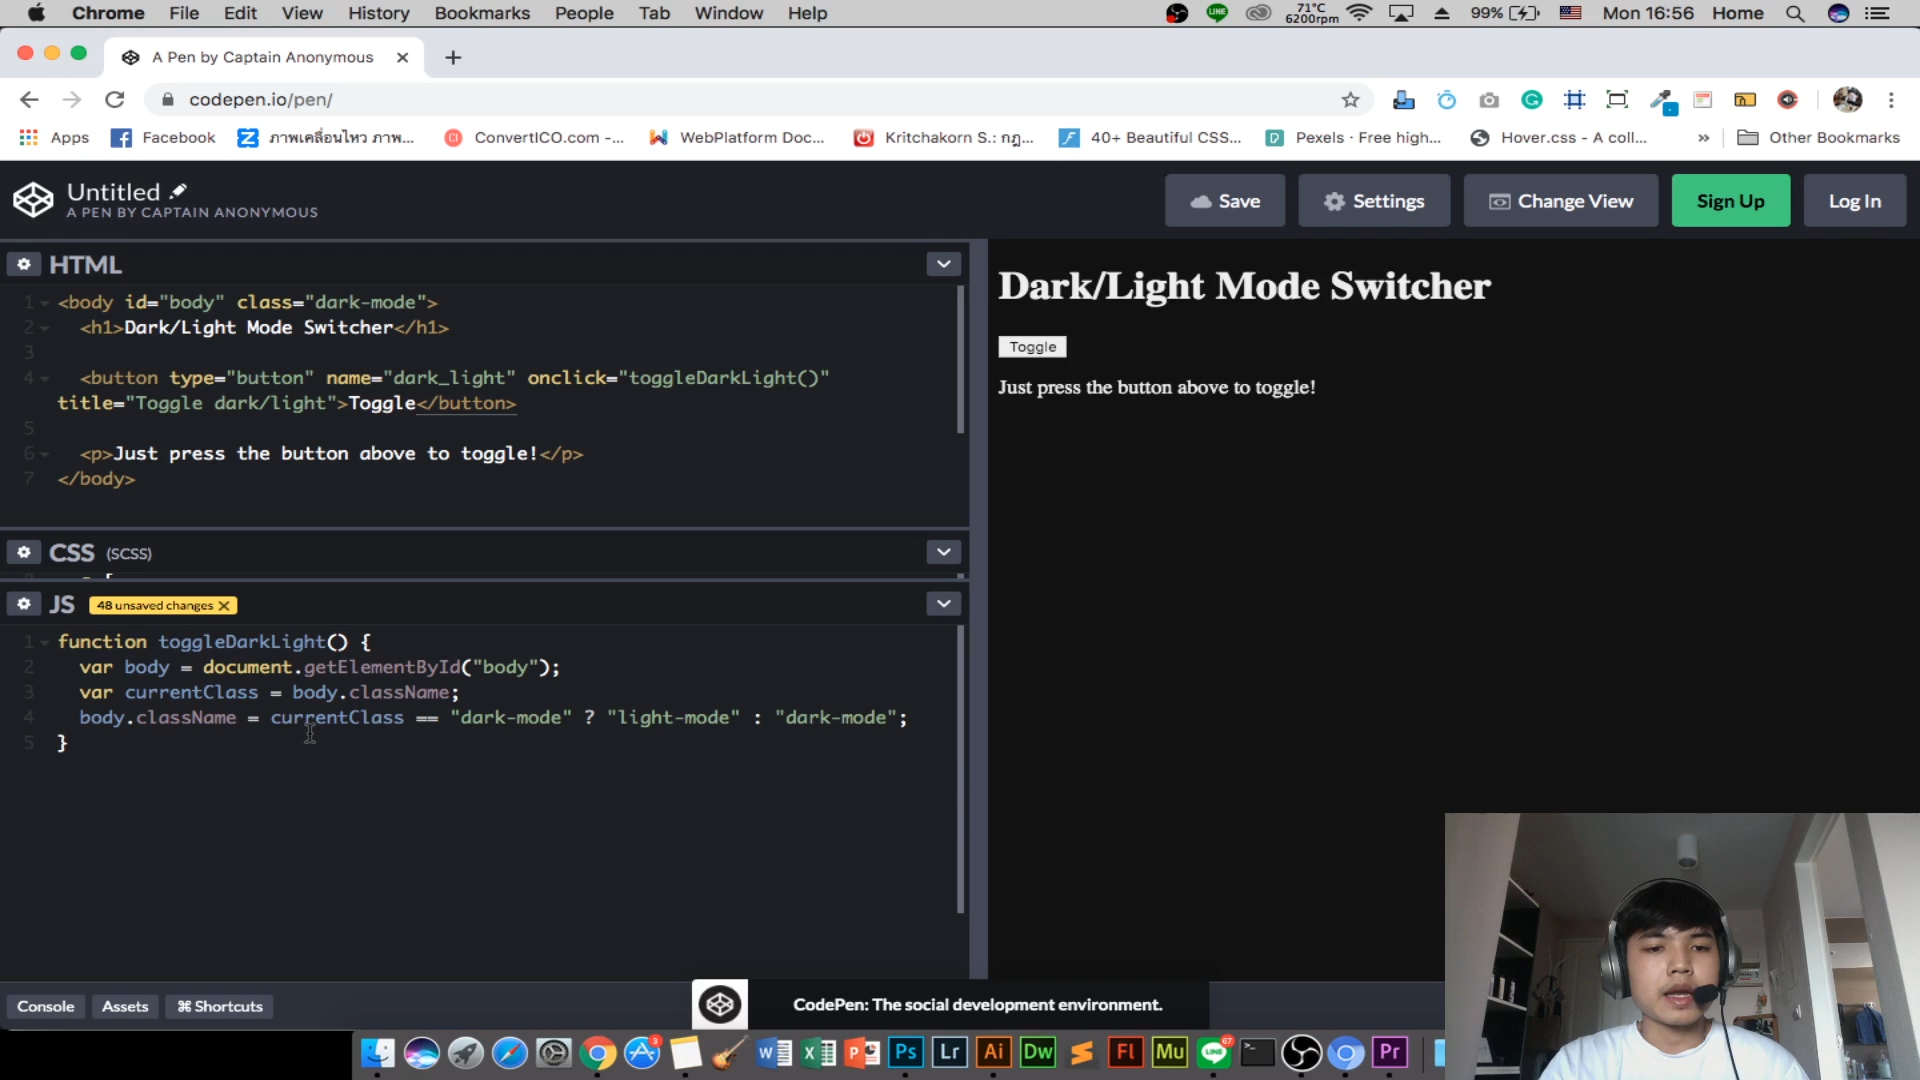 Chrome File Edit View History Bookmarks People Tab Window Help
LINE 71°C 6200rpm 99% Mon 16:56 Home
A Pen by Captain Anonymous
codepen.io/pen/
Apps Facebook ภาพเคลื่อนไหว ภาพ... ConvertICO.com -... WebPlatform Doc... Kritchakorn S.: กฎ... 40+ Beautiful CSS... Pexels · Free high... Hover.css - A coll... » Other Bookmarks
Untitled
A PEN BY CAPTAIN ANONYMOUS
Save Settings Change View Sign Up Log In
HTML
1 <body id="body" class="dark-mode">
2 <h1>Dark/Light Mode Switcher</h1>
3
4 <button type="button" name="dark_light" onclick="toggleDarkLight()"
title="Toggle dark/light">Toggle</button>
5
6 <p>Just press the button above to toggle!</p>
7 </body>
CSS (SCSS)
JS 48 unsaved changes X
1 function toggleDarkLight() {
2 var body = document.getElementById("body");
3 var currentClass = body.className;
4 body.className = currentClass == "dark-mode" ? "light-mode" : "dark-mode";
5 }
Dark/Light Mode Switcher
Toggle
Just press the button above to toggle!
Console Assets ⌘ Shortcuts
CodePen: The social development environment.
3 W X P Ps Lr Ai Dw S Fl Mu LINE 67 >_ Pr